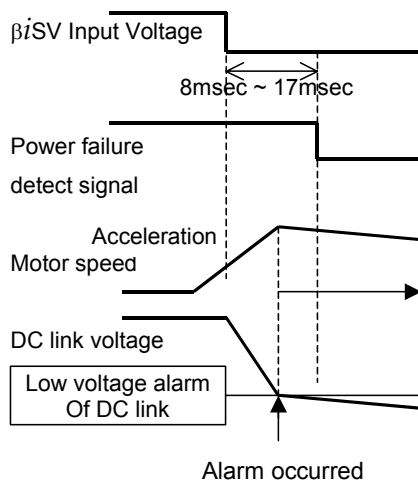 βiSV Input Voltage
8msec ~ 17msec
Power failure
detect signal
Acceleration
Motor speed
DC link voltage
Low voltage alarm
Of DC link
Alarm occurred